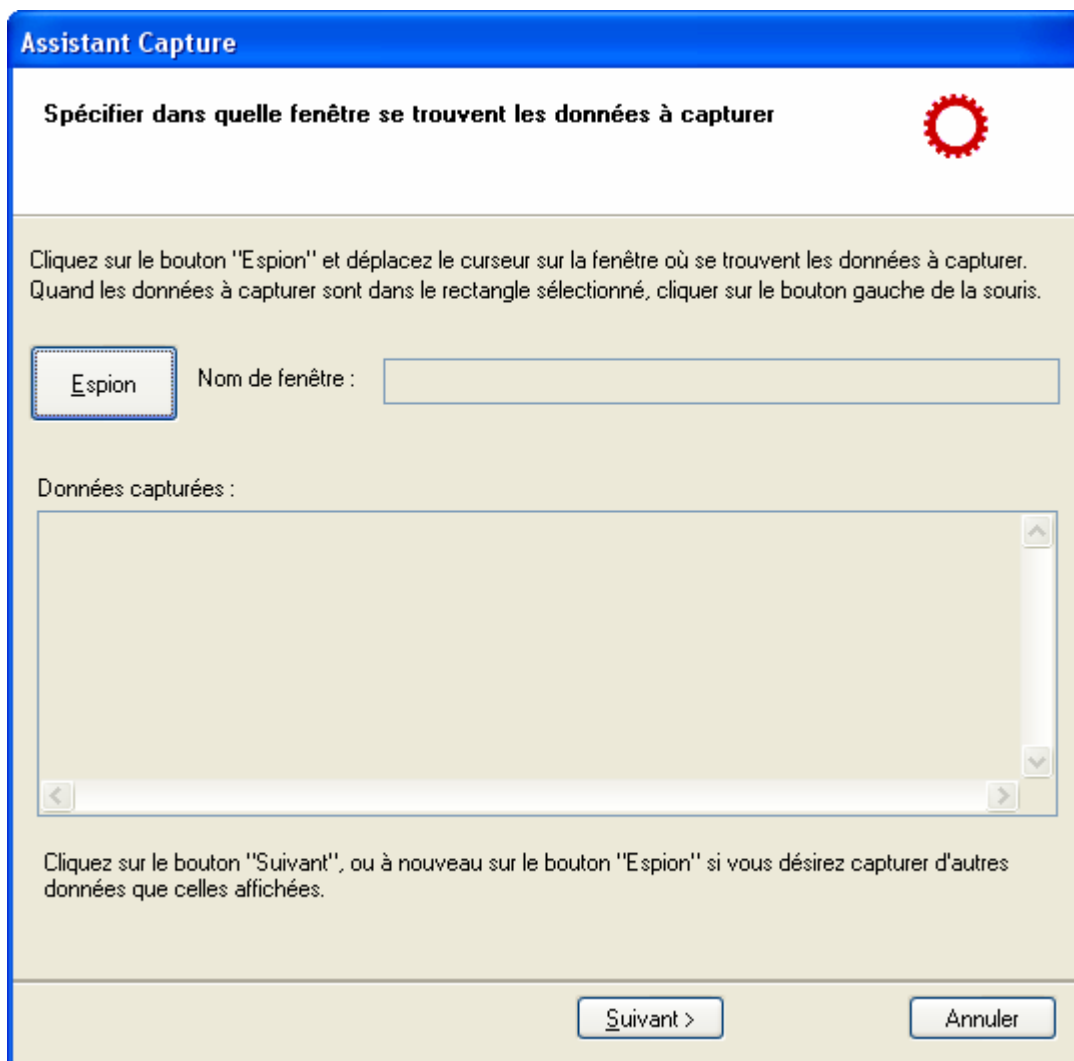 Assistant Capture
Spécifier dans quelle fenêtre se trouvent les données à capturer
Cliquez sur le bouton "Espion" et déplacez le curseur sur la fenêtre où se trouvent les données à capturer.
Quand les données à capturer sont dans le rectangle sélectionné, cliquer sur le bouton gauche de la souris.
Espion Nom de fenêtre :
Données capturées :
Cliquez sur le bouton "Suivant", ou à nouveau sur le bouton "Espion" si vous désirez capturer d'autres
données que celles affichées.
Suivant > Annuler